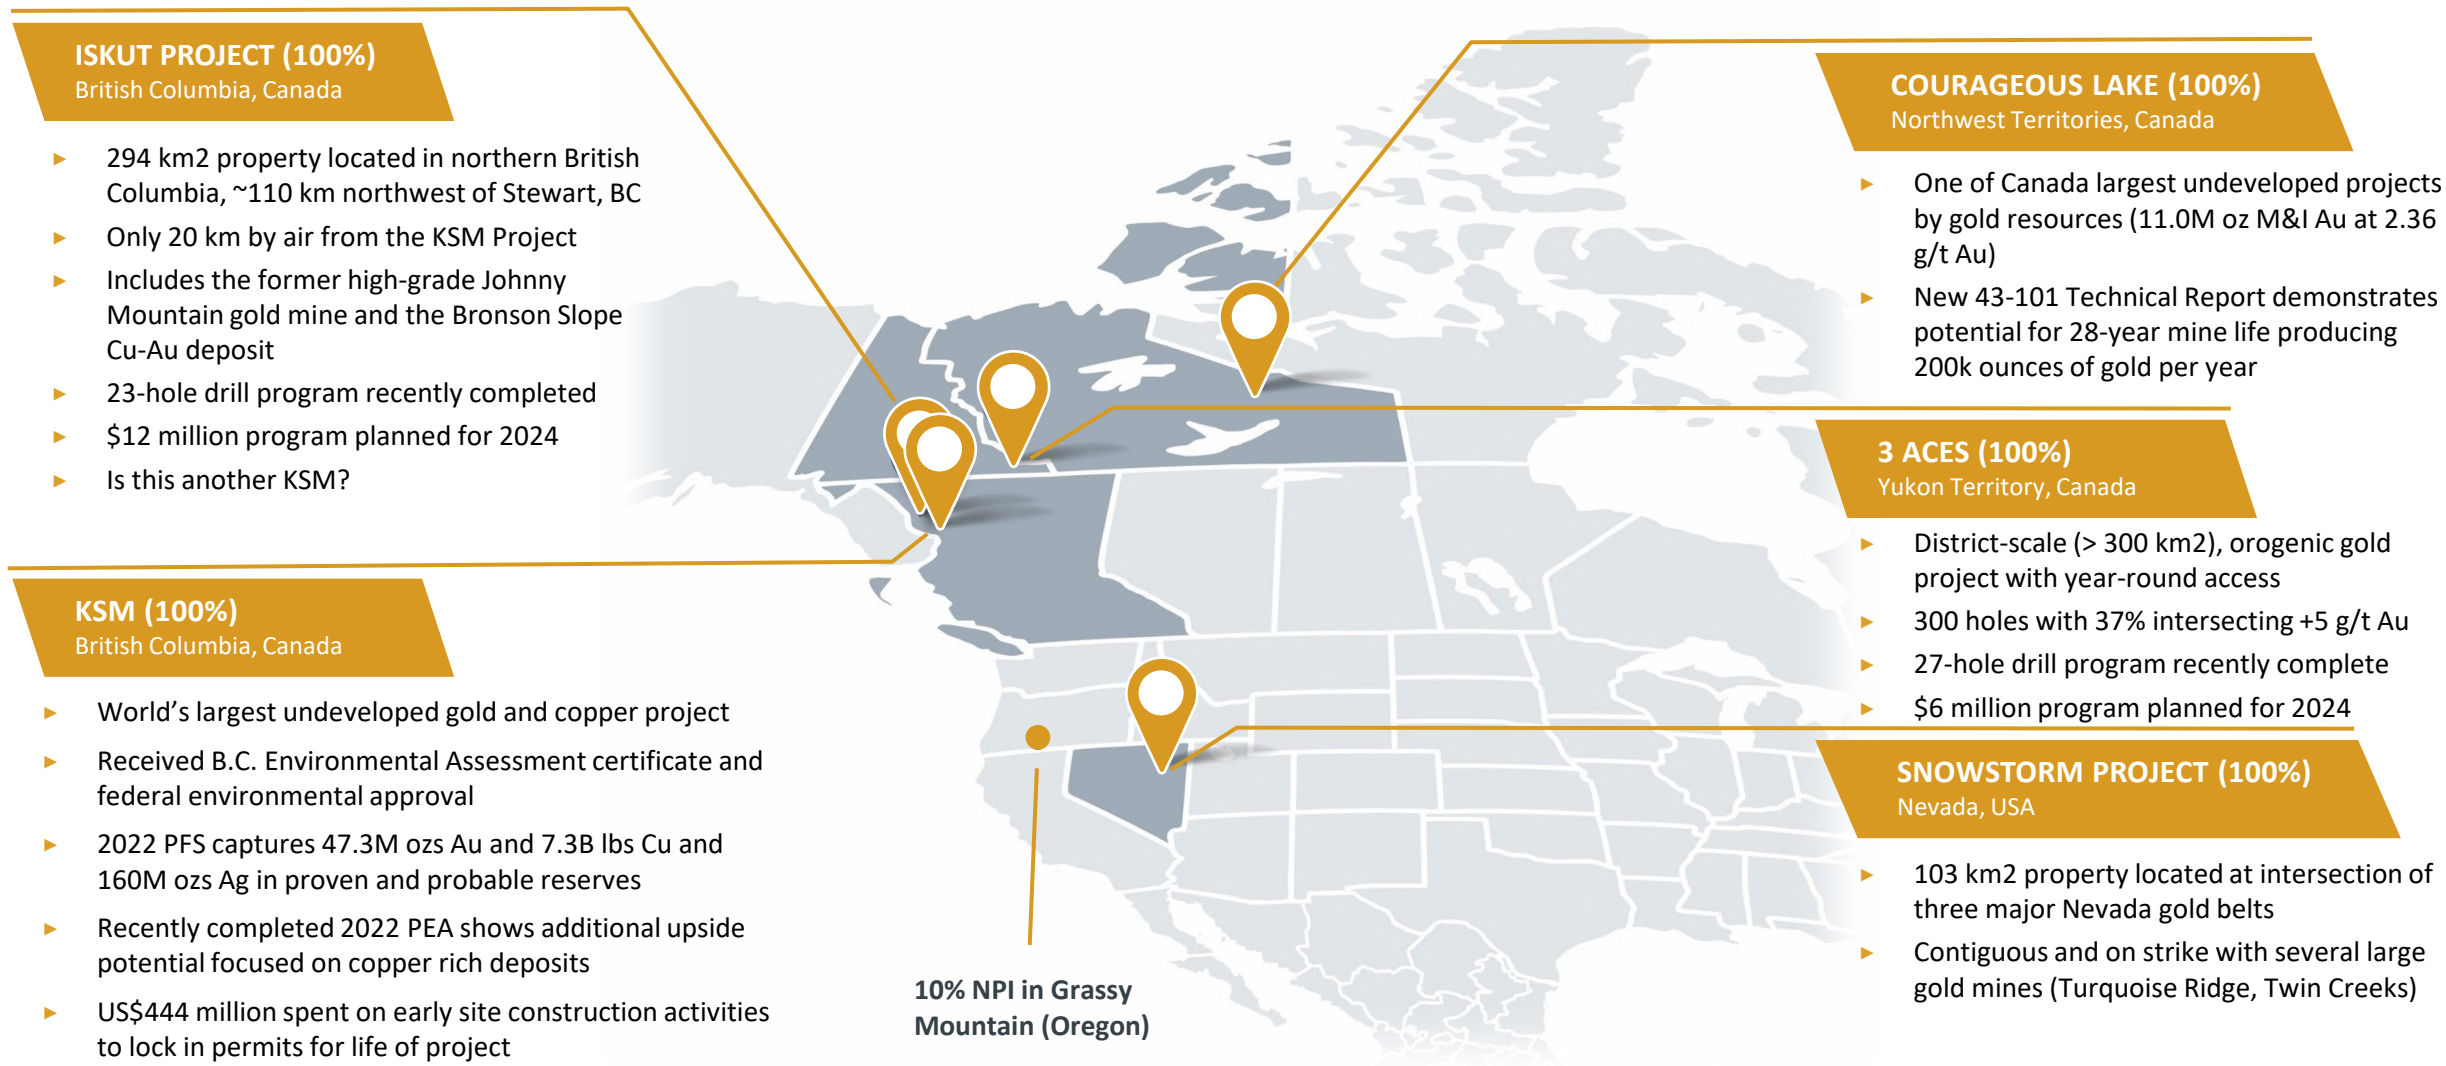 ISKUT PROJECT (100%)
British Columbia, Canada
► 294 km2 property located in northern British
Columbia, ~110 km northwest of Stewart, BC
► Only 20 km by air from the KSM Project
► Includes the former high-grade Johnny
Mountain gold mine and the Bronson Slope
Cu-Au deposit
► 23-hole drill program recently completed
► $12 million program planned for 2024
► Is this another KSM?
KSM (100%)
British Columbia, Canada
► World’s largest undeveloped gold and copper project
► Received B.C. Environmental Assessment certificate and
federal environmental approval
► 2022 PFS captures 47.3M ozs Au and 7.3B lbs Cu and
160M ozs Ag in proven and probable reserves
► Recently completed 2022 PEA shows additional upside
potential focused on copper rich deposits
► US$444 million spent on early site construction activities
to lock in permits for life of project
10% NPI in Grassy
Mountain (Oregon)
COURAGEOUS LAKE (100%)
Northwest Territories, Canada
► One of Canada largest undeveloped projects
by gold resources (11.0M oz M&I Au at 2.36
g/t Au)
► New 43-101 Technical Report demonstrates
potential for 28-year mine life producing
200k ounces of gold per year
3 ACES (100%)
Yukon Territory, Canada
► District-scale (> 300 km2), orogenic gold
project with year-round access
► 300 holes with 37% intersecting +5 g/t Au
► 27-hole drill program recently complete
► $6 million program planned for 2024
SNOWSTORM PROJECT (100%)
Nevada, USA
► 103 km2 property located at intersection of
three major Nevada gold belts
► Contiguous and on strike with several large
gold mines (Turquoise Ridge, Twin Creeks)